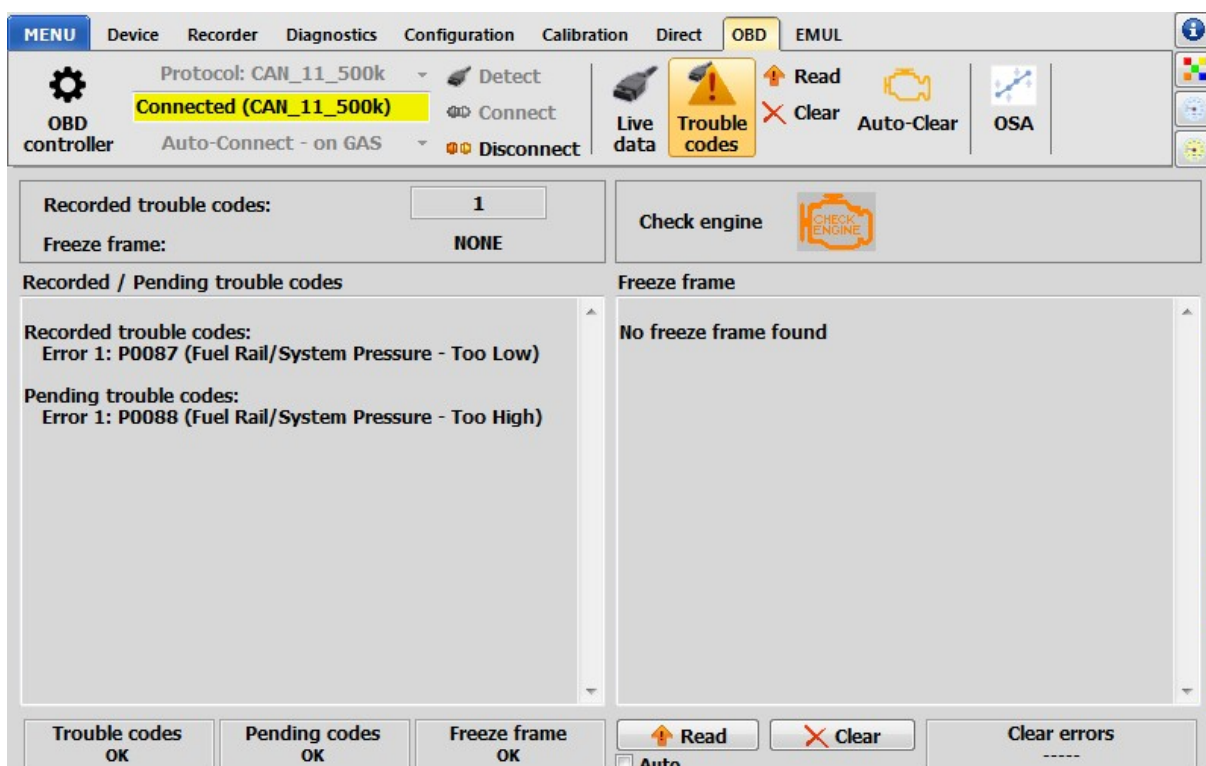 MENU Device Recorder Diagnostics Configuration Calibration Direct OBD EMUL
OBD controller
Protocol: CAN_11_500k
Connected (CAN_11_500k)
Auto-Connect - on GAS
Detect
Connect
Disconnect
Live data
Trouble codes
Read
Clear
Auto-Clear
OSA
Recorded trouble codes: 1
Freeze frame: NONE
Check engine
CHECK
ENGINE
Recorded / Pending trouble codes
Recorded trouble codes:
Error 1: P0087 (Fuel Rail/System Pressure - Too Low)
Pending trouble codes:
Error 1: P0088 (Fuel Rail/System Pressure - Too High)
Freeze frame
No freeze frame found
Trouble codes
OK
Pending codes
OK
Freeze frame
OK
Read
Clear
Auto
Clear errors
-----